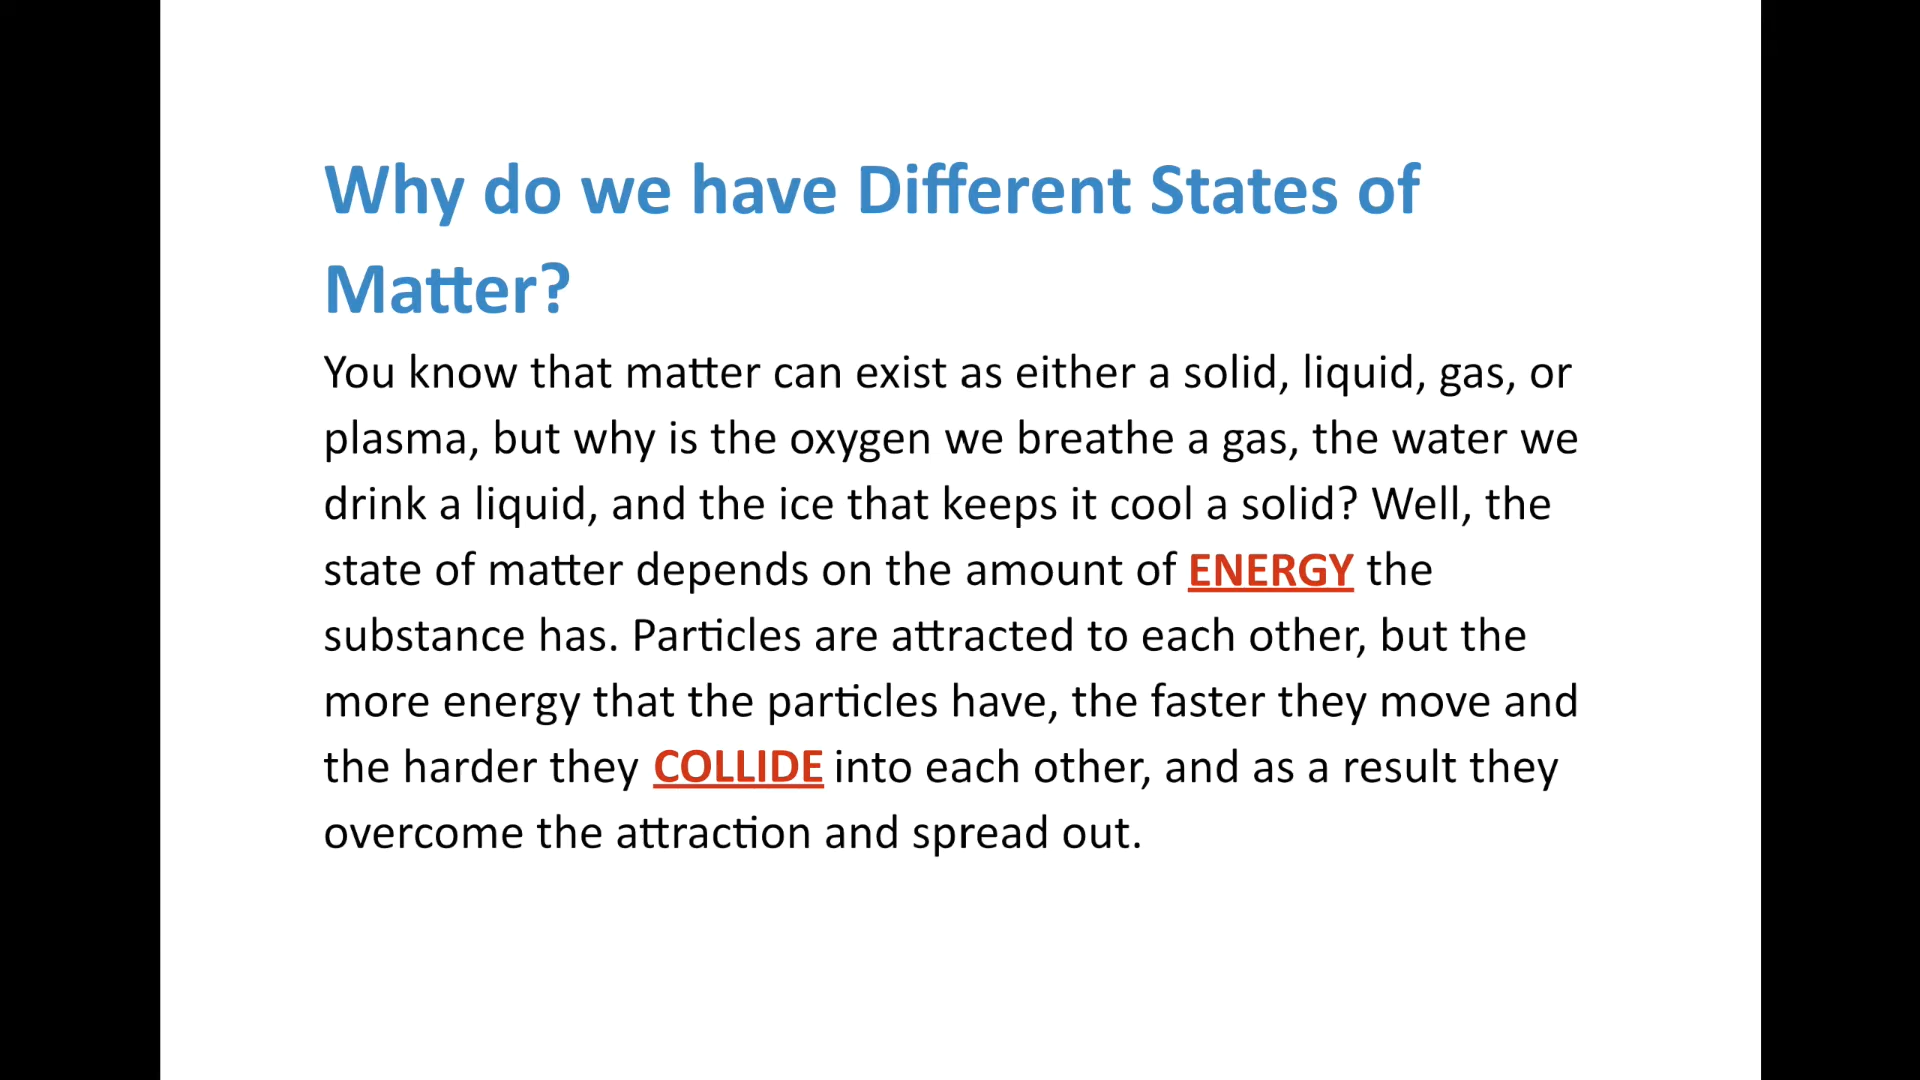 Why do we have Different States of
Matter?
You know that matter can exist as either a solid, liquid, gas, or
plasma, but why is the oxygen we breathe a gas, the water we
drink a liquid, and the ice that keeps it cool a solid? Well, the
state of matter depends on the amount of ENERGY the
substance has. Particles are attracted to each other, but the
more energy that the particles have, the faster they move and
the harder they COLLIDE into each other, and as a result they
overcome the attraction and spread out.